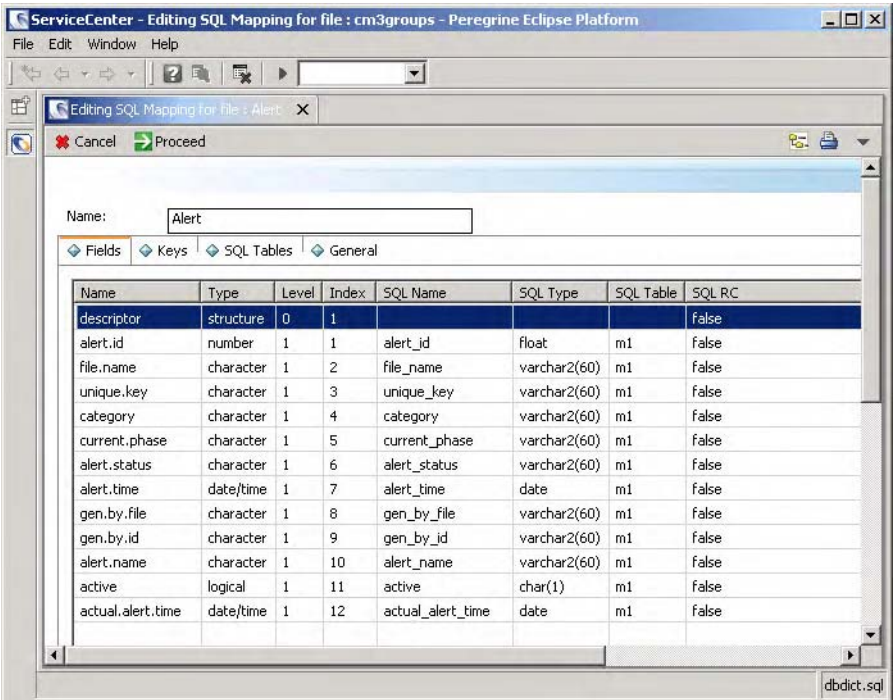 ServiceCenter - Editing SQL Mapping for file : cm3groups - Peregrine Eclipse Platform
File Edit Window Help
Editing SQL Mapping for file : Alert
Cancel Proceed
Name: Alert
Fields Keys SQL Tables General
Name Type Level Index SQL Name SQL Type SQL Table SQL RC
descriptor structure 0 1 false
alert.id number 1 1 alert_id float m1 false
file.name character 1 2 file_name varchar2(60) m1 false
unique.key character 1 3 unique_key varchar2(60) m1 false
category character 1 4 category varchar2(60) m1 false
current.phase character 1 5 current_phase varchar2(60) m1 false
alert.status character 1 6 alert_status varchar2(60) m1 false
alert.time date/time 1 7 alert_time date m1 false
gen.by.file character 1 8 gen_by_file varchar2(60) m1 false
gen.by.id character 1 9 gen_by_id varchar2(60) m1 false
alert.name character 1 10 alert_name varchar2(60) m1 false
active logical 1 11 active char(1) m1 false
actual.alert.time date/time 1 12 actual_alert_time date m1 false
dbdict.sql